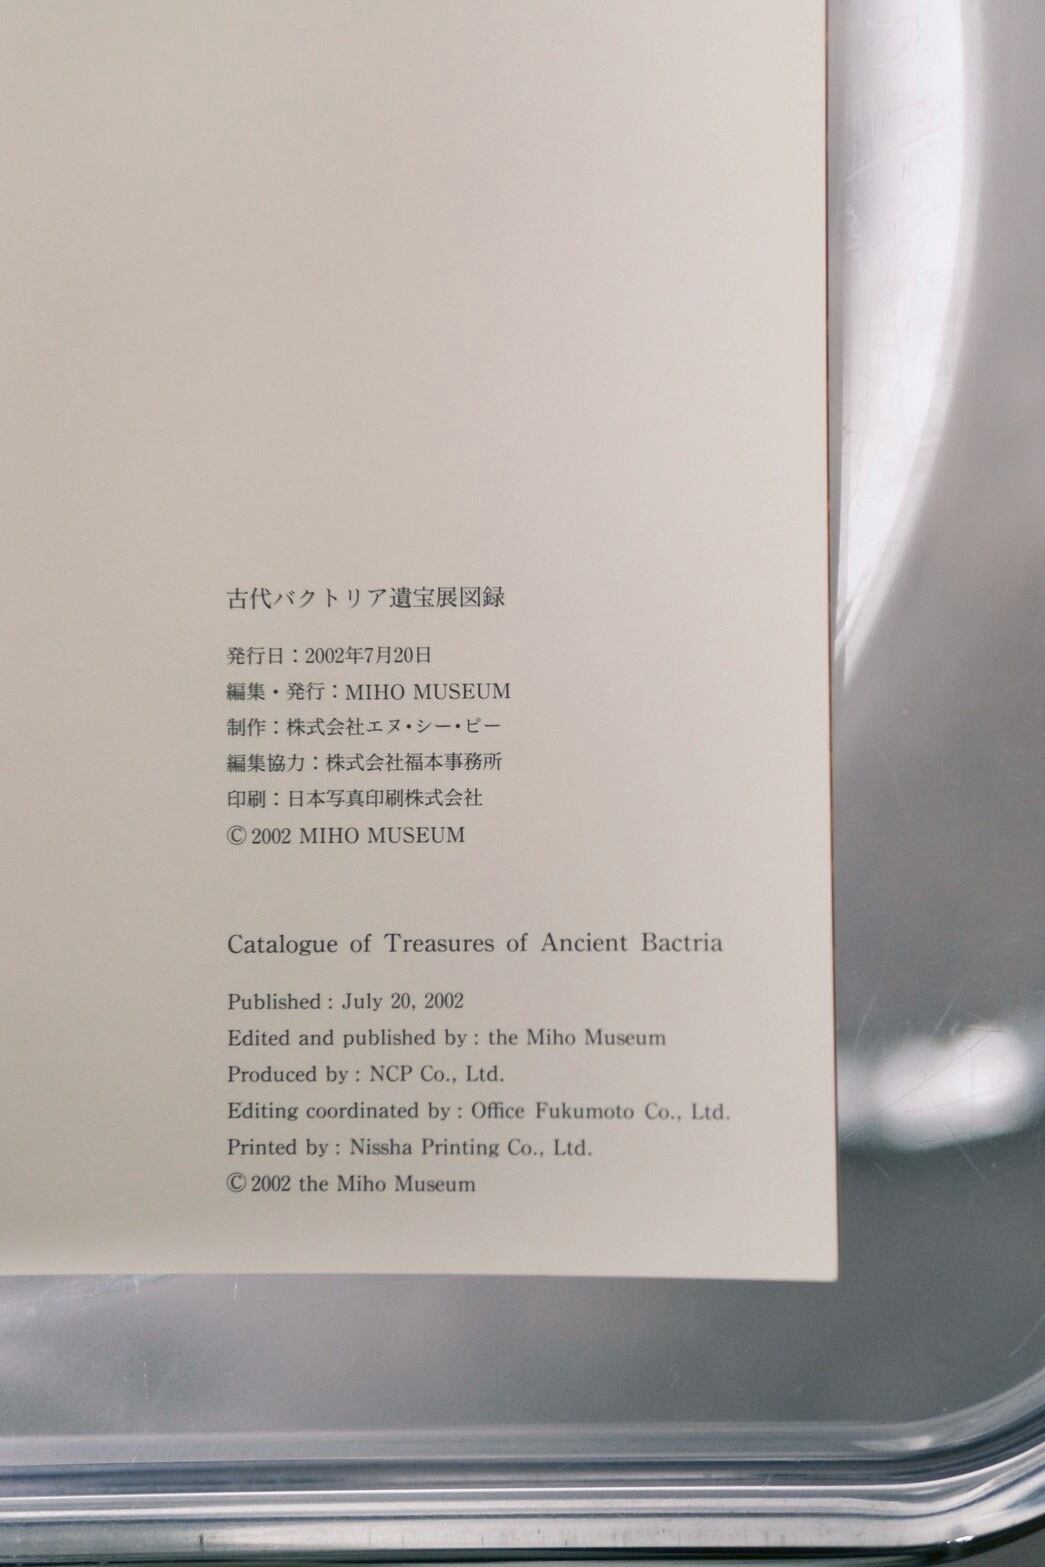 古代バクトリア遺宝展図録
発行日：2002年7月20日
編集・発行：MIHO MUSEUM
制作：株式会社エヌ・シー・ピー
編集協力：株式会社福本事務所
印刷：日本写真印刷株式会社
©2002 MIHO MUSEUM
Catalogue of Treasures of Ancient Bactria
Published : July 20, 2002
Edited and published by : the Miho Museum
Produced by : NCP Co., Ltd.
Editing coordinated by : Office Fukumoto Co., Ltd.
Printed by : Nissha Printing Co., Ltd.
©2002 the Miho Museum